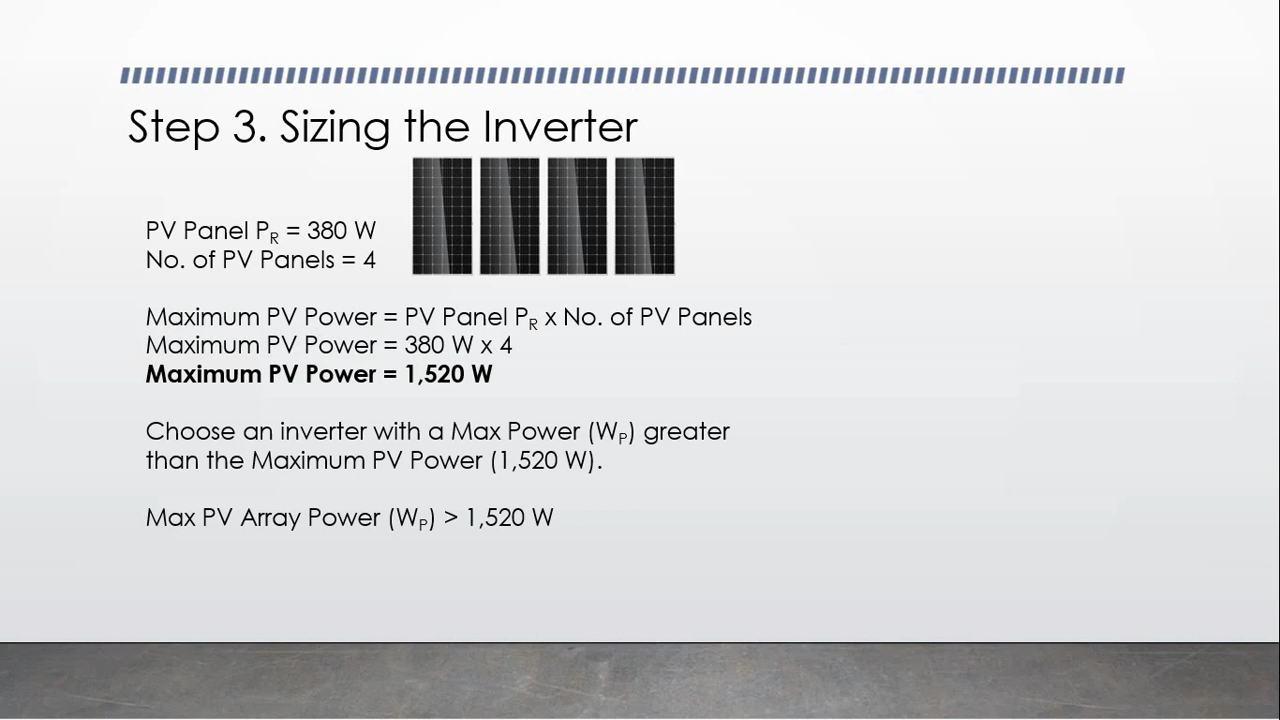 Step 3. Sizing the Inverter
PV Panel PR = 380 W
No. of PV Panels = 4
Maximum PV Power = PV Panel PR x No. of PV Panels
Maximum PV Power = 380 W x 4
Maximum PV Power = 1,520 W
Choose an inverter with a Max Power (WP) greater
than the Maximum PV Power (1,520 W).
Max PV Array Power (WP) > 1,520 W